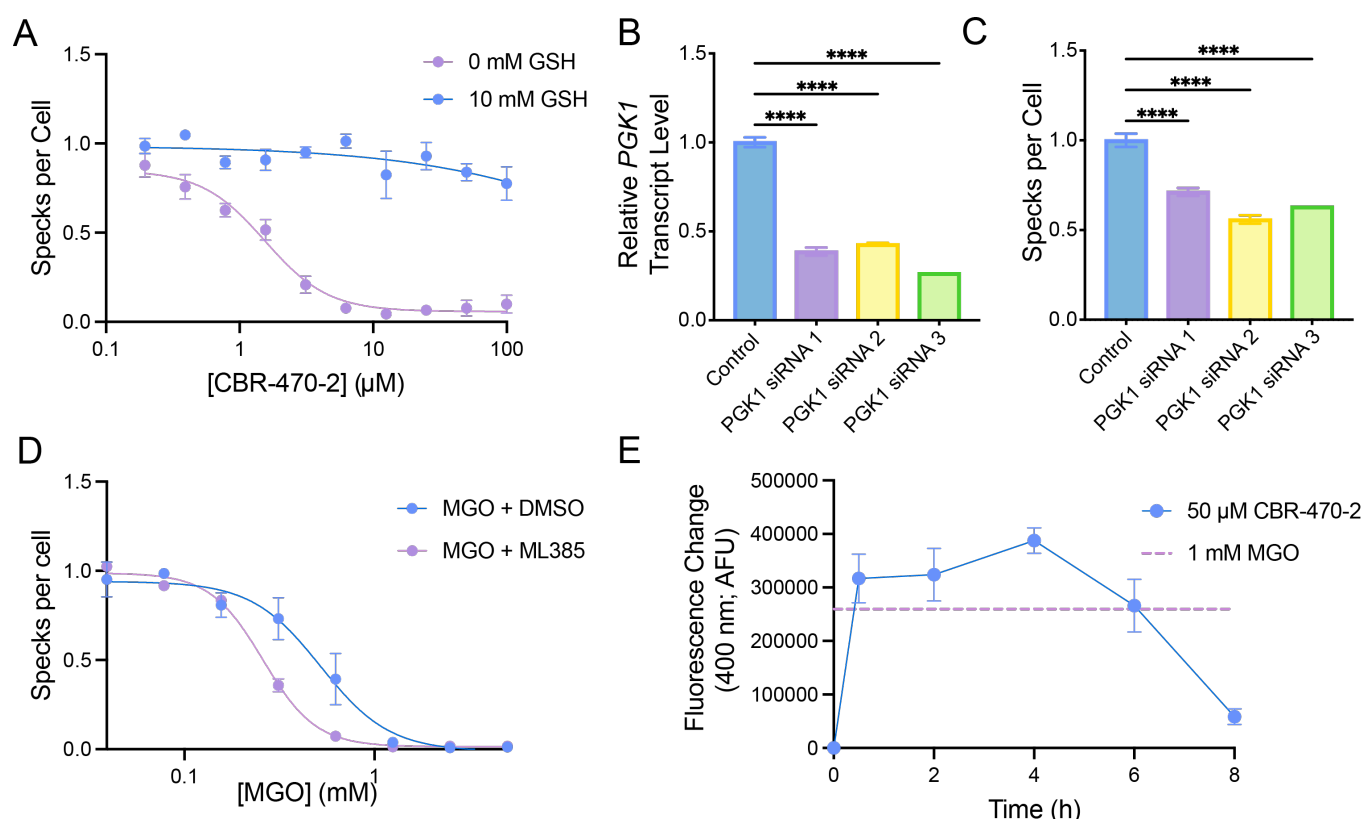 A
1.5
1.0
0.5
0.0
Specks per Cell
0.1
1
10
100
[CBR-470-2] (µM)
0 mM GSH
10 mM GSH
B
1.5
1.0
0.5
0.0
Relative PGK1
Transcript Level
****
****
****
Control
PGK1 siRNA 1
PGK1 siRNA 2
PGK1 siRNA 3
C
1.5
1.0
0.5
0.0
Specks per Cell
****
****
****
Control
PGK1 siRNA 1
PGK1 siRNA 2
PGK1 siRNA 3
D
1.5
1.0
0.5
0.0
Specks per cell
0.1
1
[MGO] (mM)
MGO + DMSO
MGO + ML385
E
500000
400000
300000
200000
100000
0
Fluorescence Change
(400 nm; AFU)
0
2
4
6
8
Time (h)
50 µM CBR-470-2
1 mM MGO